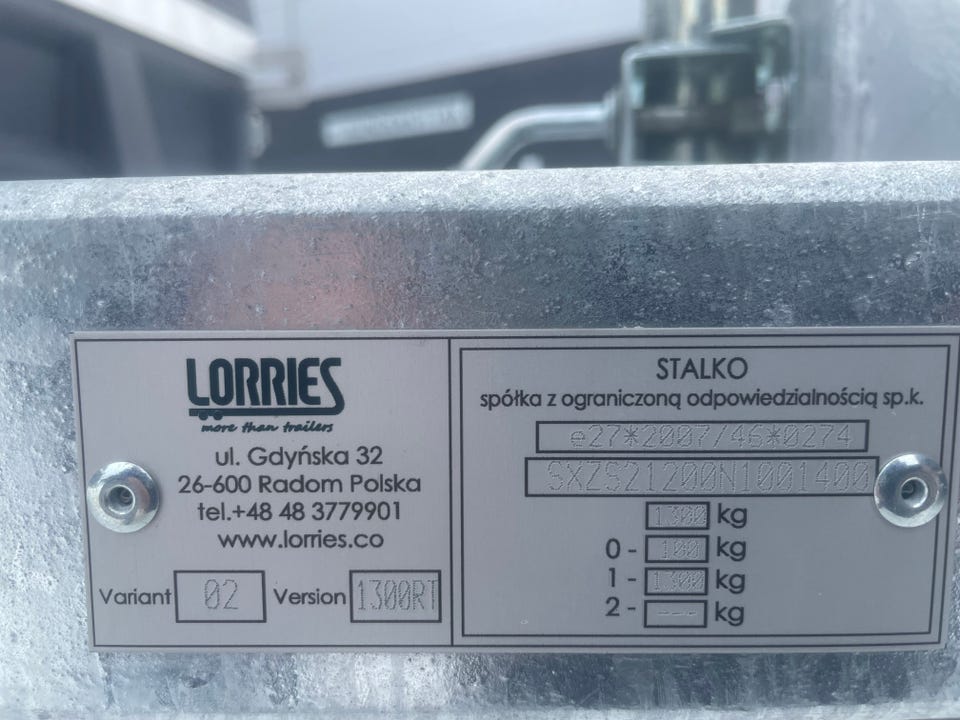 LORRIES
more than trailers
ul. Gdyńska 32
26-600 Radom Polska
tel.+48 48 3779901
www.lorries.co
Variant 02 Version 1300RT
STALKO
spółka z ograniczoną odpowiedzialnością sp.k.
e27*2007/46*0274
SXZS21200N1001400
1300 kg
0- 100 kg
1- 1300 kg
2- --- kg